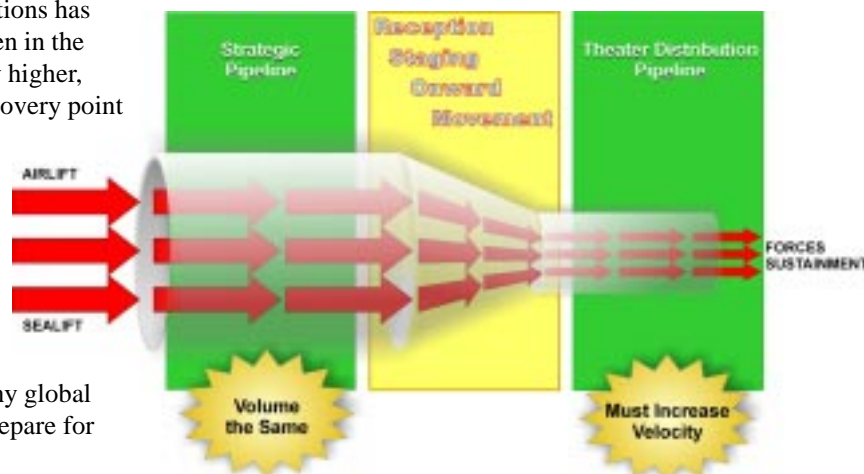 tions has
en in the
y higher,
overy point
ny global
epare for
Strategic
Pipeline
Reception
Staging
Onward
Movement
Theater Distribution
Pipeline
AIRLIFT
SEALIFT
FORCES
SUSTAINMENT
Volume
the Same
Must Increase
Velocity